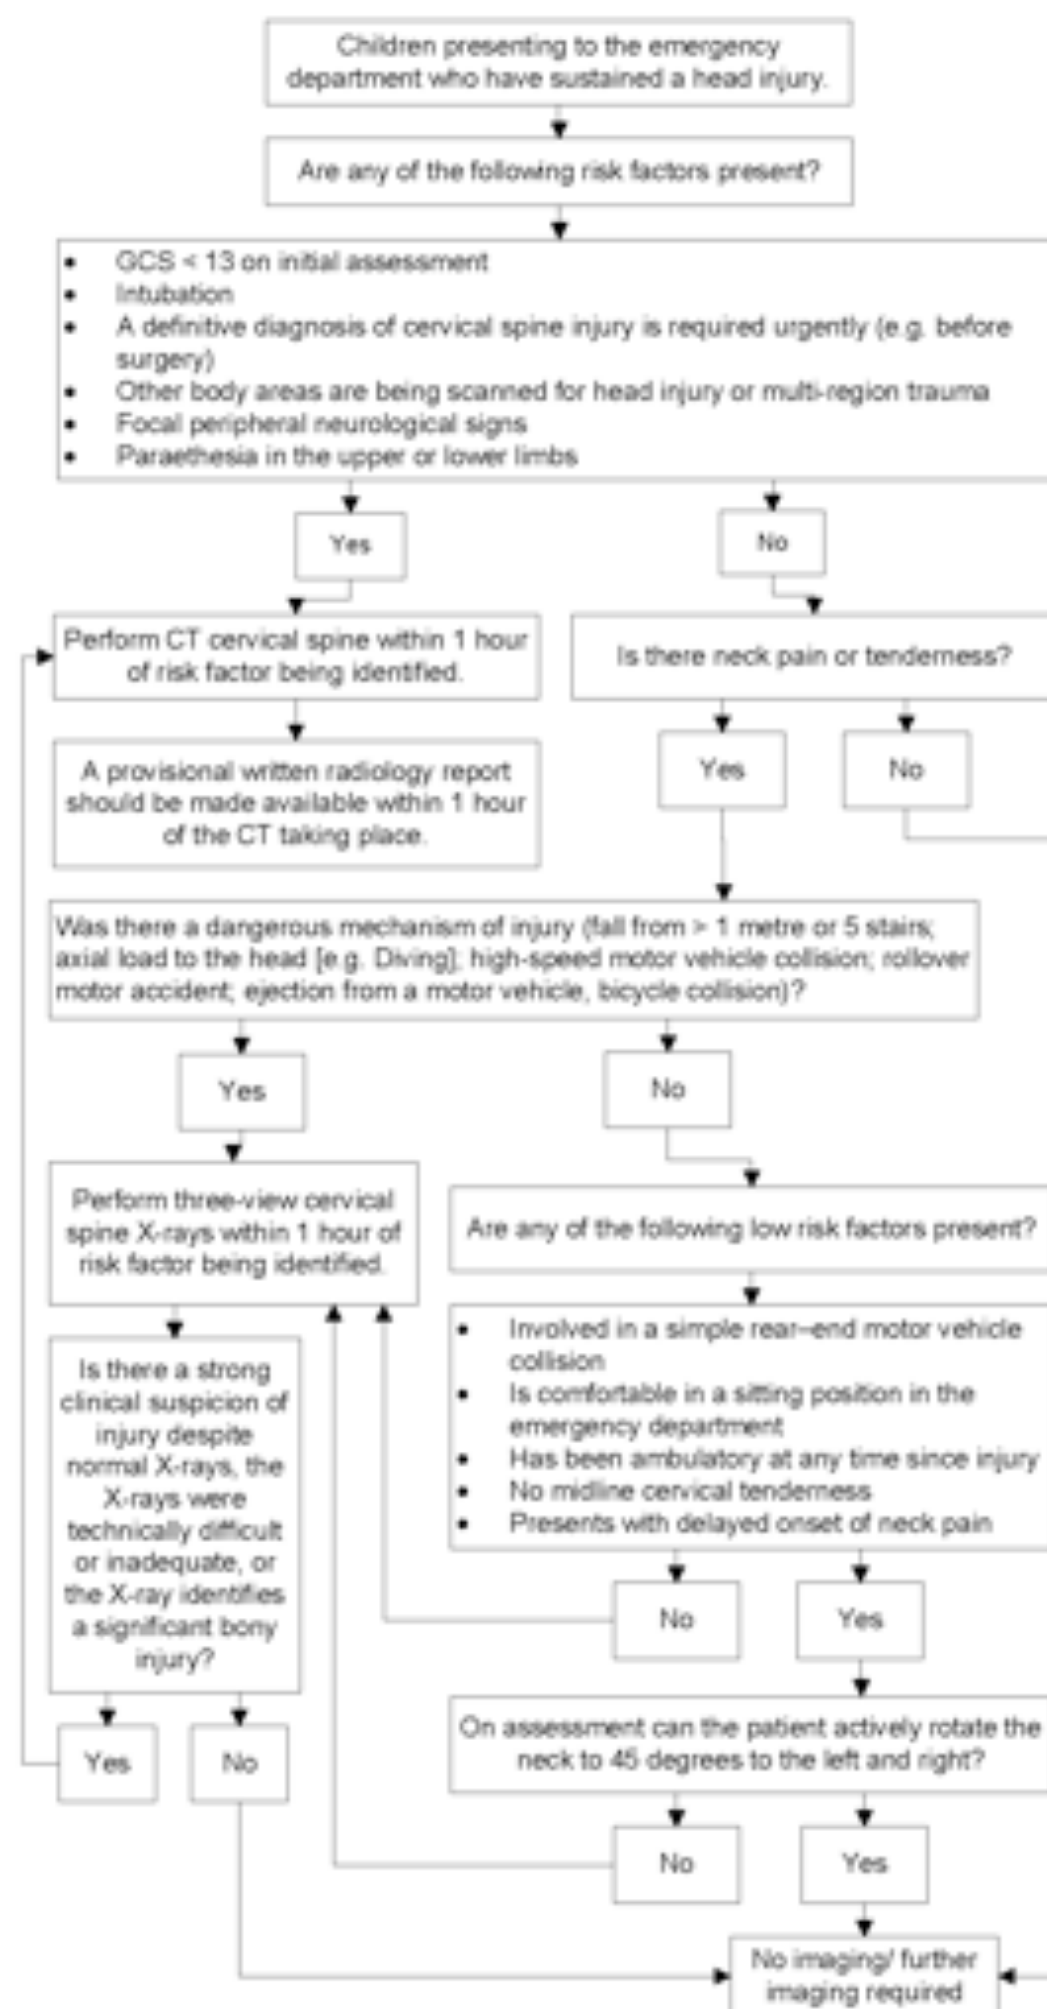 Children presenting to the emergency
department who have sustained a head injury.
Are any of the following risk factors present?
• GCS < 13 on initial assessment
• Intubation
• A definitive diagnosis of cervical spine injury is required urgently (e.g. before
surgery)
• Other body areas are being scanned for head injury or multi-region trauma
• Focal peripheral neurological signs
• Paraethesia in the upper or lower limbs
Yes
No
Perform CT cervical spine within 1 hour
of risk factor being identified.
Is there neck pain or tenderness?
A provisional written radiology report
should be made available within 1 hour
of the CT taking place.
Yes
No
Was there a dangerous mechanism of injury (fall from > 1 metre or 5 stairs;
axial load to the head [e.g. Diving]; high-speed motor vehicle collision; rollover
motor accident; ejection from a motor vehicle, bicycle collision)?
Yes
No
Perform three-view cervical
spine X-rays within 1 hour of
risk factor being identified.
Are any of the following low risk factors present?
• Involved in a simple rear–end motor vehicle
collision
• Is comfortable in a sitting position in the
emergency department
• Has been ambulatory at any time since injury
• No midline cervical tenderness
• Presents with delayed onset of neck pain
Is there a strong
clinical suspicion of
injury despite
normal X-rays, the
X-rays were
technically difficult
or inadequate, or
the X-ray identifies
a significant bony
injury?
No
Yes
On assessment can the patient actively rotate the
neck to 45 degrees to the left and right?
Yes
No
No
Yes
No imaging/ further
imaging required